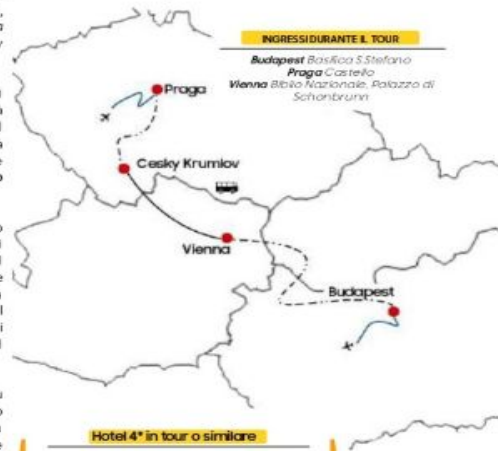 INGRESSI DURANTE IL TOUR
Budapest Basilica S.Stefano
Praga Castello
Vienna Biblio Nazionale, Palazzo di
Schonbrunn
Praga
Cesky Krumlov
Vienna
Budapest
Hotel 4* in tour o similare